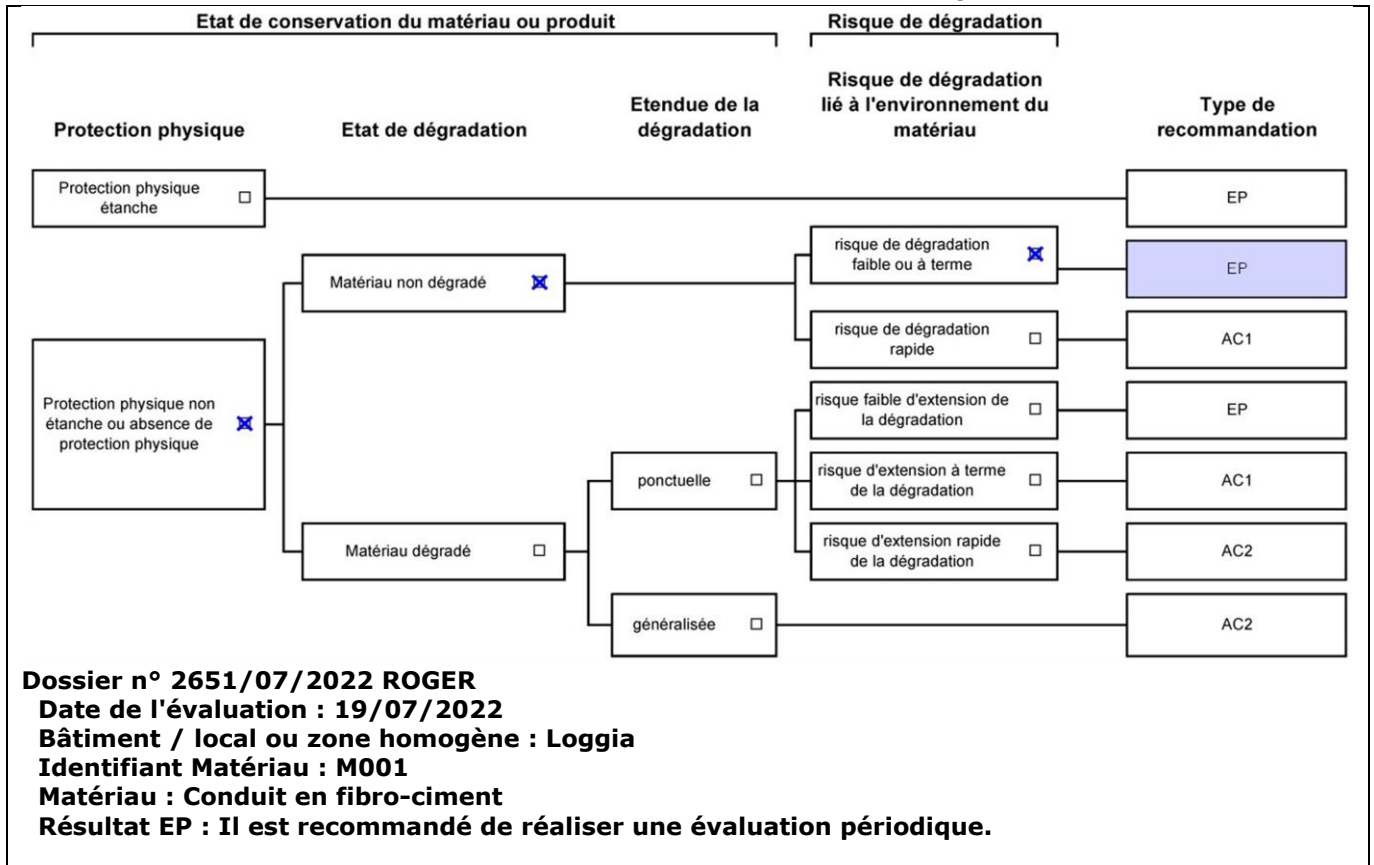 Etat de conservation du matériau ou produit
Risque de dégradation
Protection physique
Etat de dégradation
Etendue de la
dégradation
Risque de dégradation
lié à l'environnement du
matériau
Type de
recommandation
Protection physique
étanche
EP
risque de dégradation
faible ou à terme
EP
Matériau non dégradé
risque de dégradation
rapide
AC1
Protection physique non
étanche ou absence de
protection physique
risque faible d'extension de
la dégradation
EP
ponctuelle
risque d'extension à terme
de la dégradation
AC1
Matériau dégradé
risque d'extension rapide
de la dégradation
AC2
généralisée
AC2
Dossier n° 2651/07/2022 ROGER
Date de l'évaluation : 19/07/2022
Bâtiment / local ou zone homogène : Loggia
Identifiant Matériau : M001
Matériau : Conduit en fibro-ciment
Résultat EP : Il est recommandé de réaliser une évaluation périodique.